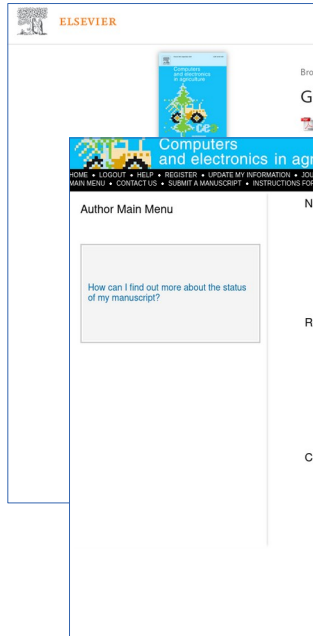 ELSEVIER
Computers
and electronics
in agriculture
Bro
G
Computers
and electronics in agr
HOME • LOGOUT • HELP • REGISTER • UPDATE MY INFORMATION • JOU
MAIN MENU • CONTACT US • SUBMIT A MANUSCRIPT • INSTRUCTIONS FOR
Author Main Menu
N
How can I find out more about the status
of my manuscript?
R
C